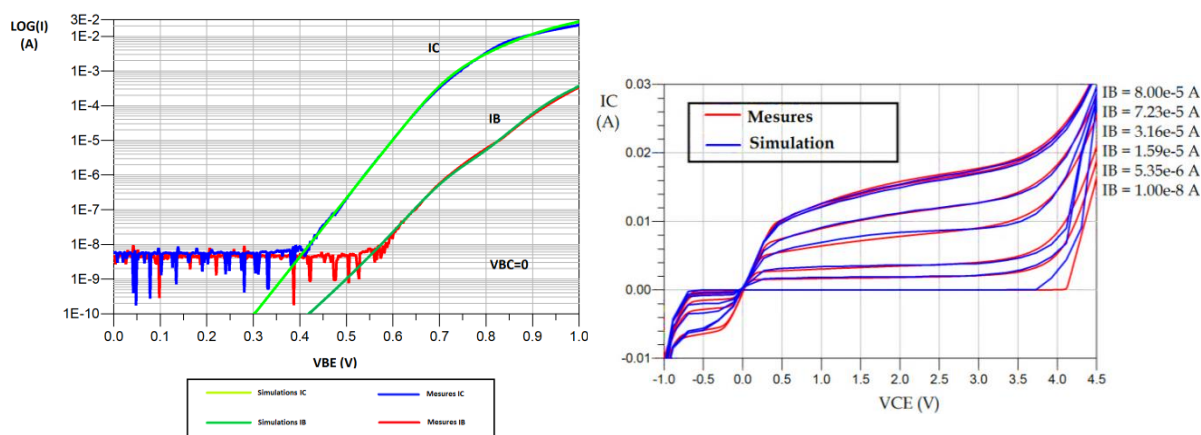 LOG(I)
(A)
3E-2
1E-2
1E-3
1E-4
1E-5
1E-6
1E-7
1E-8
1E-9
1E-10
IC
IB
VBC=0
0.0 0.1 0.2 0.3 0.4 0.5 0.6 0.7 0.8 0.9 1.0
VBE (V)
Simulations IC Mesures IC
Simulations IB Mesures IB
IC
(A)
0.03
0.02
0.01
0.00
-0.01
Mesures
Simulation
IB = 8.00e-5 A
IB = 7.23e-5 A
IB = 3.16e-5 A
IB = 1.59e-5 A
IB = 5.35e-6 A
IB = 1.00e-8 A
-1.0 -0.5 0.0 0.5 1.0 1.5 2.0 2.5 3.0 3.5 4.0 4.5
VCE (V)